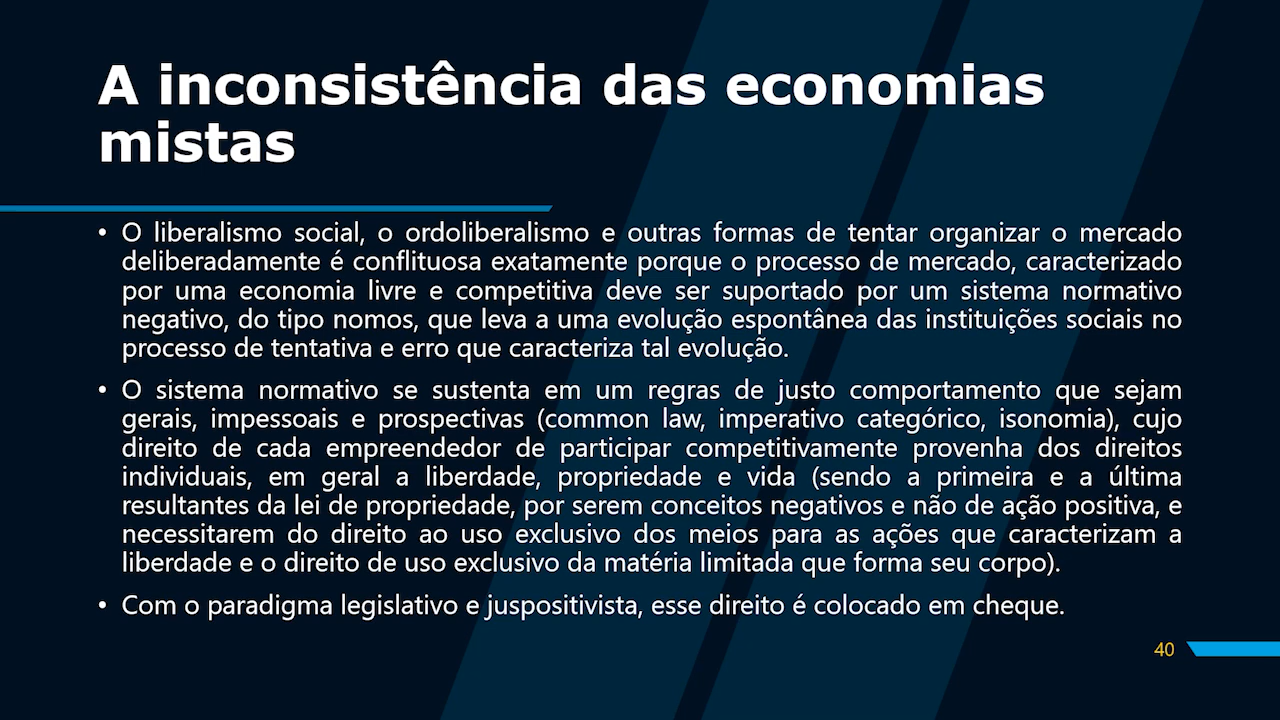 A inconsistência das economias
mistas
• O liberalismo social, o ordoliberalismo e outras formas de tentar organizar o mercado
deliberadamente é conflituosa exatamente porque o processo de mercado, caracterizado
por uma economia livre e competitiva deve ser suportado por um sistema normativo
negativo, do tipo nomos, que leva a uma evolução espontânea das instituições sociais no
processo de tentativa e erro que caracteriza tal evolução.
• O sistema normativo se sustenta em um regras de justo comportamento que sejam
gerais, impessoais e prospectivas (common law, imperativo categórico, isonomia), cujo
direito de cada empreendedor de participar competitivamente provenha dos direitos
individuais, em geral a liberdade, propriedade e vida (sendo a primeira e a última
resultantes da lei de propriedade, por serem conceitos negativos e não de ação positiva, e
necessitarem do direito ao uso exclusivo dos meios para as ações que caracterizam a
liberdade e o direito de uso exclusivo da matéria limitada que forma seu corpo).
• Com o paradigma legislativo e juspositivista, esse direito é colocado em cheque.
40